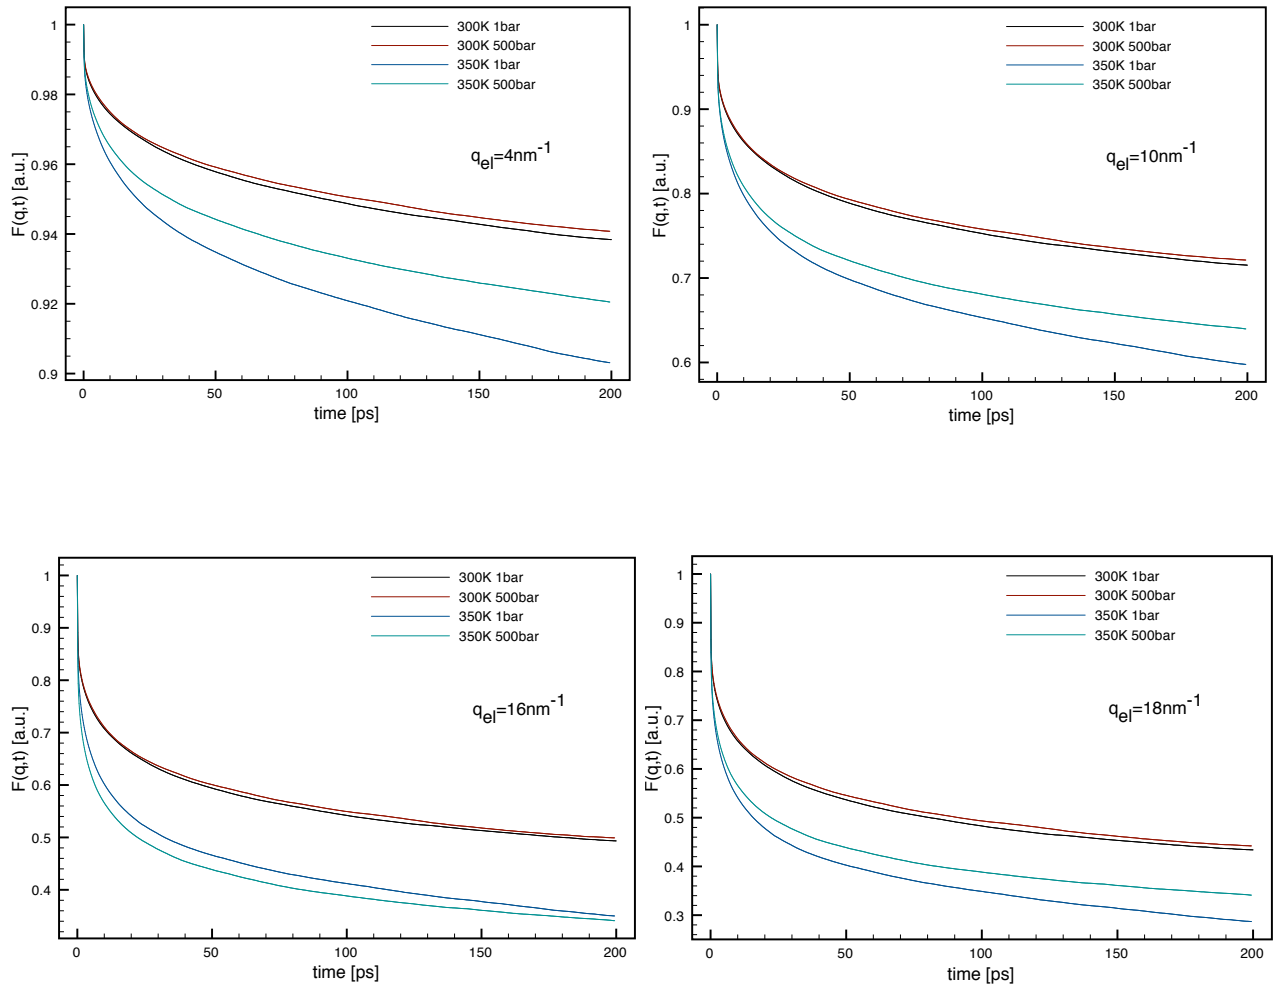 300K 1bar
300K 500bar
350K 1bar
350K 500bar
q_el=4nm^-1
F(q,t) [a.u.]
1
0.98
0.96
0.94
0.92
0.9
0 50 100 150 200
time [ps]
300K 1bar
300K 500bar
350K 1bar
350K 500bar
q_el=10nm^-1
F(q,t) [a.u.]
1
0.9
0.8
0.7
0.6
0 50 100 150 200
time [ps]
300K 1bar
300K 500bar
350K 1bar
350K 500bar
q_el=16nm^-1
F(q,t) [a.u.]
1
0.9
0.8
0.7
0.6
0.5
0.4
0 50 100 150 200
time [ps]
300K 1bar
300K 500bar
350K 1bar
350K 500bar
q_el=18nm^-1
F(q,t) [a.u.]
1
0.9
0.8
0.7
0.6
0.5
0.4
0.3
0 50 100 150 200
time [ps]